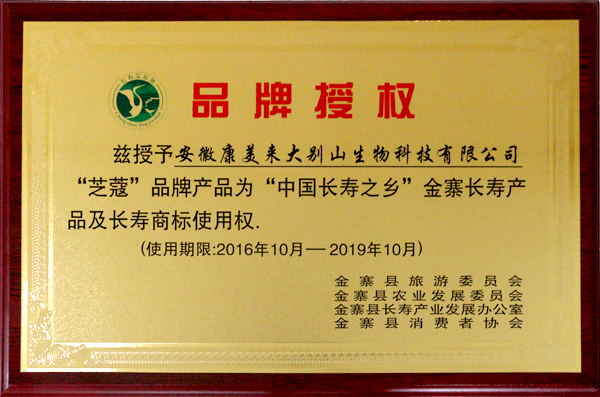 品牌授权
兹授予安徽康美来大别山生物科技有限公司
“芝蔻”品牌产品为“中国长寿之乡”金寨长寿产
品及长寿商标使用权.
(使用期限:2016年10月—2019年10月)
金寨县旅游委员会
金寨县农业发展委员会
金寨县长寿产业发展办公室
金寨县消费者协会